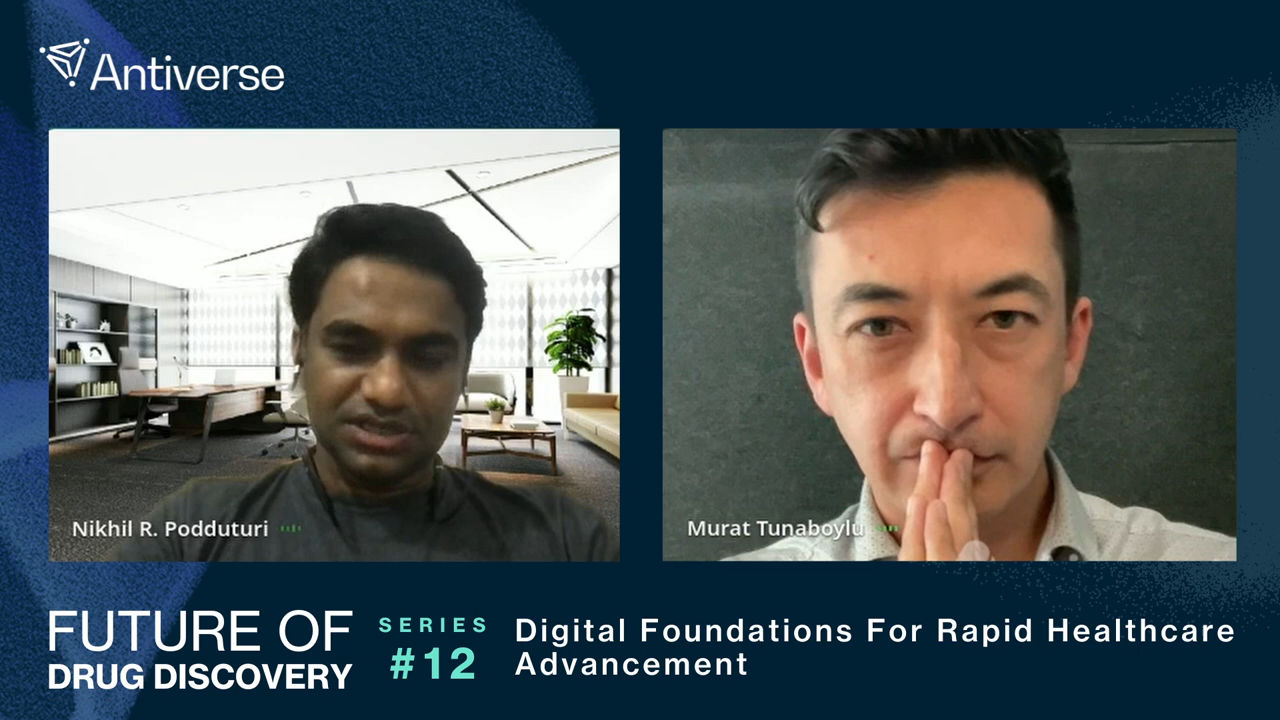 Antiverse
Nikhil R. Podduturi
Murat Tunaboylu
FUTURE OF
DRUG DISCOVERY
SERIES
#12
Digital Foundations For Rapid Healthcare
Advancement